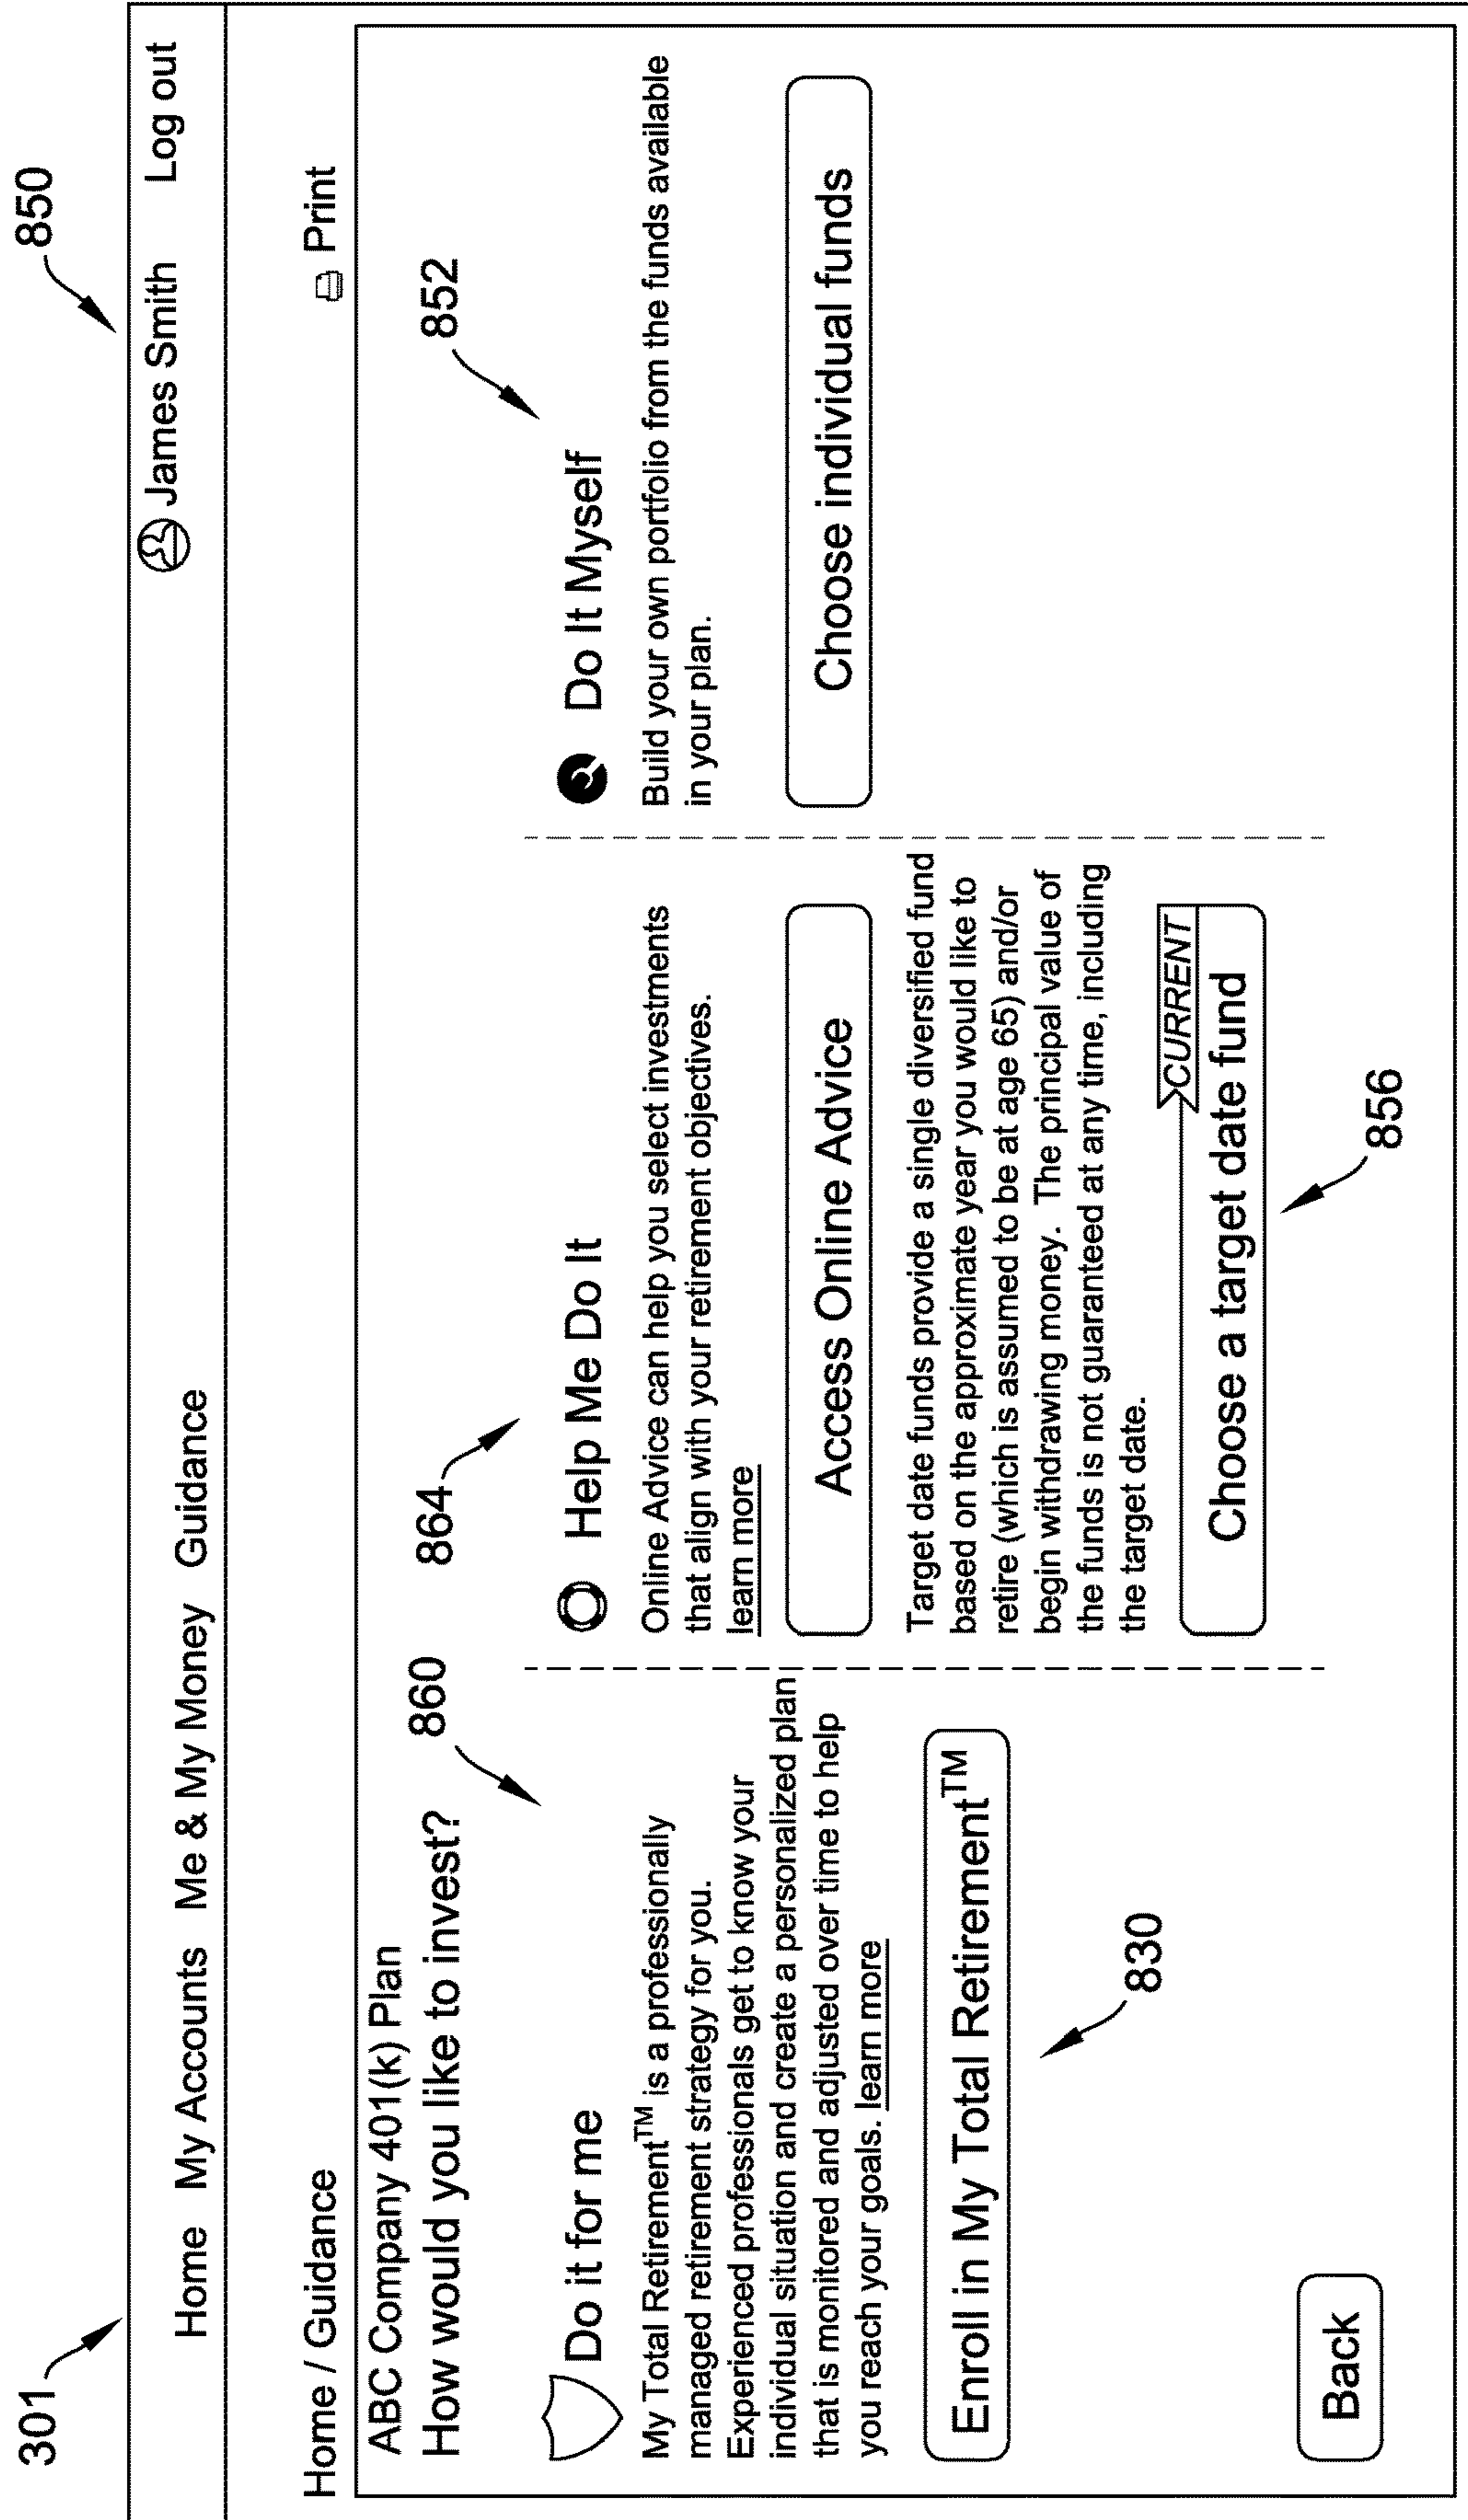 301
850
Home My Accounts Me & My Money Guidance
James Smith Log out
Home / Guidance
Print
ABC Company 401(k) Plan
How would you like to invest?
860
864
852
Do it for me
My Total Retirement™ is a professionally
managed retirement strategy for you.
Experienced professionals get to know your
individual situation and create a personalized plan
that is monitored and adjusted over time to help
you reach your goals. learn more
Enroll in My Total Retirement™
830
Back
Help Me Do It
Online Advice can help you select investments
that align with your retirement objectives.
learn more
Access Online Advice
Target date funds provide a single diversified fund
based on the approximate year you would like to
retire (which is assumed to be at age 65) and/or
begin withdrawing money. The principal value of
the funds is not guaranteed at any time, including
the target date.
CURRENT
Choose a target date fund
856
Do It Myself
Build your own portfolio from the funds available
in your plan.
Choose individual funds